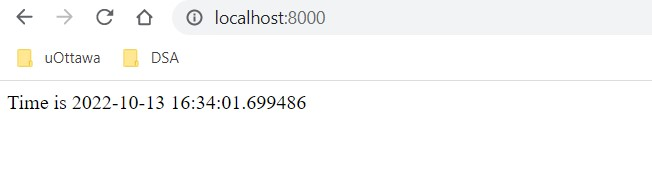 localhost:8000
uOttawa DSA
Time is 2022-10-13 16:34:01.699486